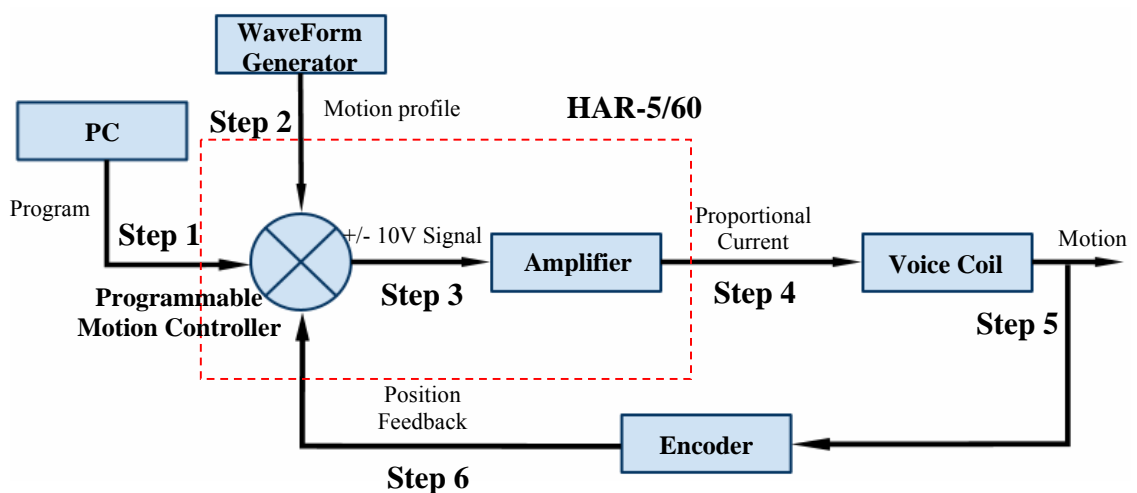 WaveForm
Generator
HAR-5/60
Motion profile
Step 2
PC
Program
Step 1
+/- 10V Signal
Proportional
Current
Motion
Amplifier
Voice Coil
Programmable
Motion Controller
Step 3
Step 4
Step 5
Position
Feedback
Encoder
Step 6